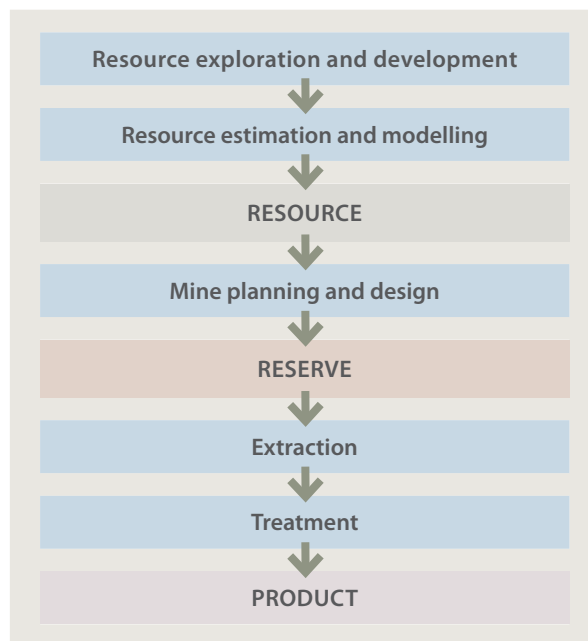 Resource exploration and development
Resource estimation and modelling
RESOURCE
Mine planning and design
RESERVE
Extraction
Treatment
PRODUCT